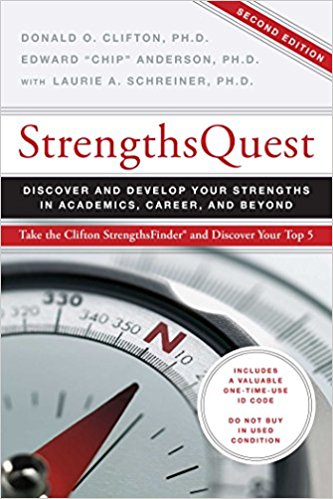 SECOND EDITION
DONALD O. CLIFTON, PH.D.
EDWARD “CHIP” ANDERSON, PH.D.
WITH LAURIE A. SCHREINER, PH.D.
StrengthsQuest
DISCOVER AND DEVELOP YOUR STRENGTHS
IN ACADEMICS, CAREER, AND BEYOND
Take the Clifton StrengthsFinder® and Discover Your Top 5
330
340
350
N
10
INCLUDES
A VALUABLE
ONE-TIME-USE
ID CODE
DO NOT BUY
IN USED
CONDITION